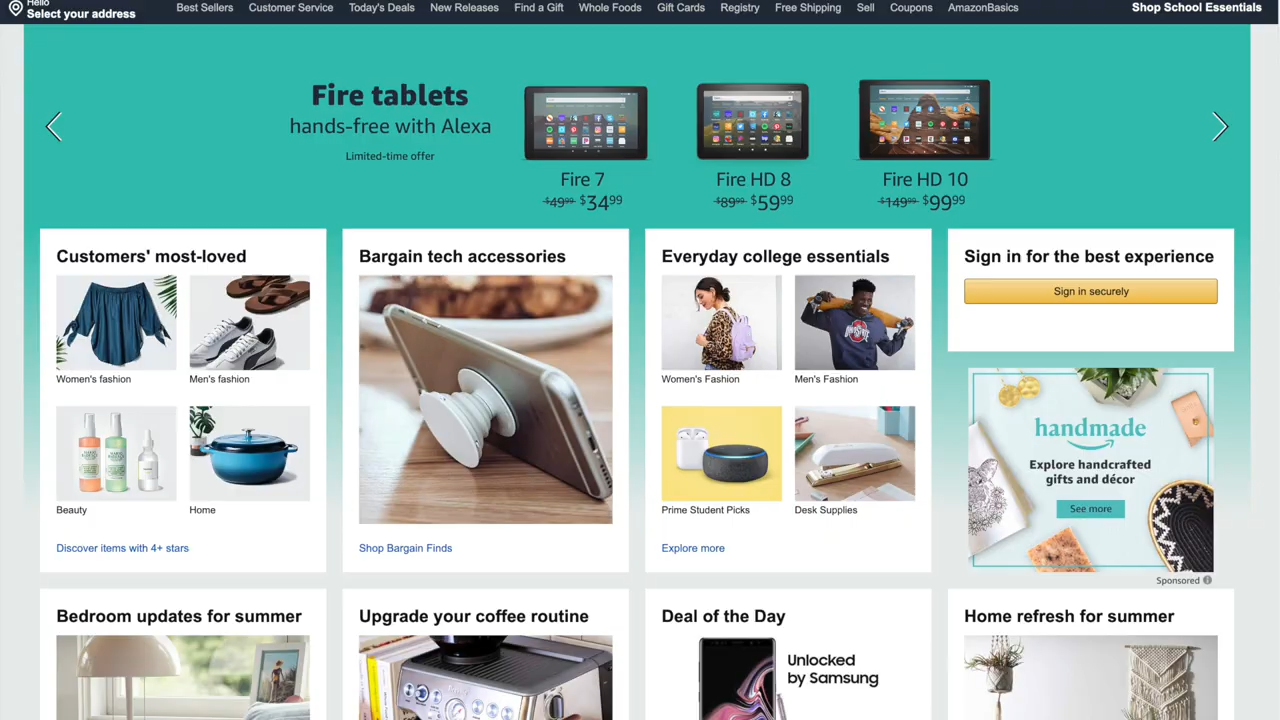 Hello
Select your address
Best Sellers
Customer Service
Today's Deals
New Releases
Find a Gift
Whole Foods
Gift Cards
Registry
Free Shipping
Sell
Coupons
AmazonBasics
Shop School Essentials
Fire tablets
hands-free with Alexa
Limited-time offer
Fire 7
$49.99 $34.99
Fire HD 8
$89.99 $59.99
Fire HD 10
$149.99 $99.99
Customers' most-loved
Women's fashion
Men's fashion
Beauty
Home
Discover items with 4+ stars
Bargain tech accessories
Shop Bargain Finds
Everyday college essentials
Women's Fashion
Men's Fashion
OHIO STATE
Prime Student Picks
Desk Supplies
Explore more
Sign in for the best experience
Sign in securely
handmade
Explore handcrafted
gifts and décor
See more
Sponsored
Bedroom updates for summer
Upgrade your coffee routine
Deal of the Day
Unlocked
by Samsung
Home refresh for summer